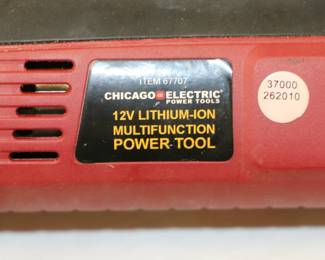 ITEM 67707
CHICAGO ELECTRIC
POWER TOOLS
12V LITHIUM-ION
MULTIFUNCTION
POWER TOOL
37000
262010